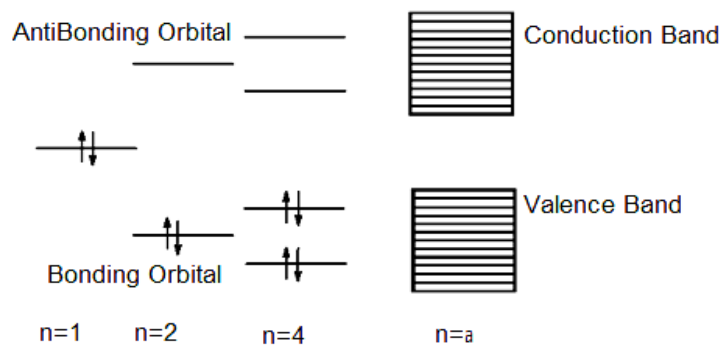 AntiBonding Orbital
Conduction Band
Valence Band
Bonding Orbital
n=1
n=2
n=4
n=a